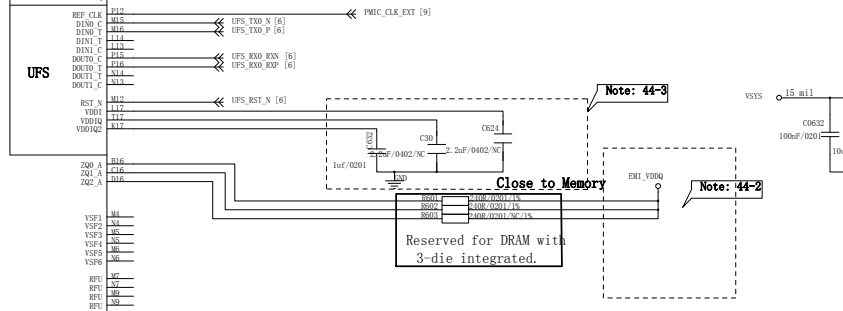 REF_CLK P12 PMIC_CLK_EXT [9]
DIN0_C M15 UFS_TX0_N [6]
DIN0_T M16 UFS_TX0_P [6]
DIN1_T L14
DIN1_C L13
DOUT0_C P15 UFS_RX0_RXN [6]
DOUT0_T P16 UFS_RX0_RXP [6]
DOUT1_T N14
DOUT1_C N13
UFS
RST_N M12 UFS_RST_N [6]
VDDI L17
VDDIQ T17
VDDIQ2 K17
Note: 44-3
VSYS 15 mil
C0632
100nF/0201
10u
C632
1uf/0201
C30
2.2uF/0402/NC
C624
2.2uF/0402/NC
GND
Close to Memory
ZQ0_A B16
ZQ1_A C16
ZQ2_A D16
EMI_VDDQ
Note: 44-2
R601 240R/0201/1%
R602 240R/0201/1%
R603 240R/0201/NC/1%
Reserved for DRAM with
3-die integrated.
VSF1 M4
VSF2 N4
VSF3 M5
VSF4 N5
VSF5 M6
VSF6 N6
RFU M7
RFU N7
RFU M9
RFU N9